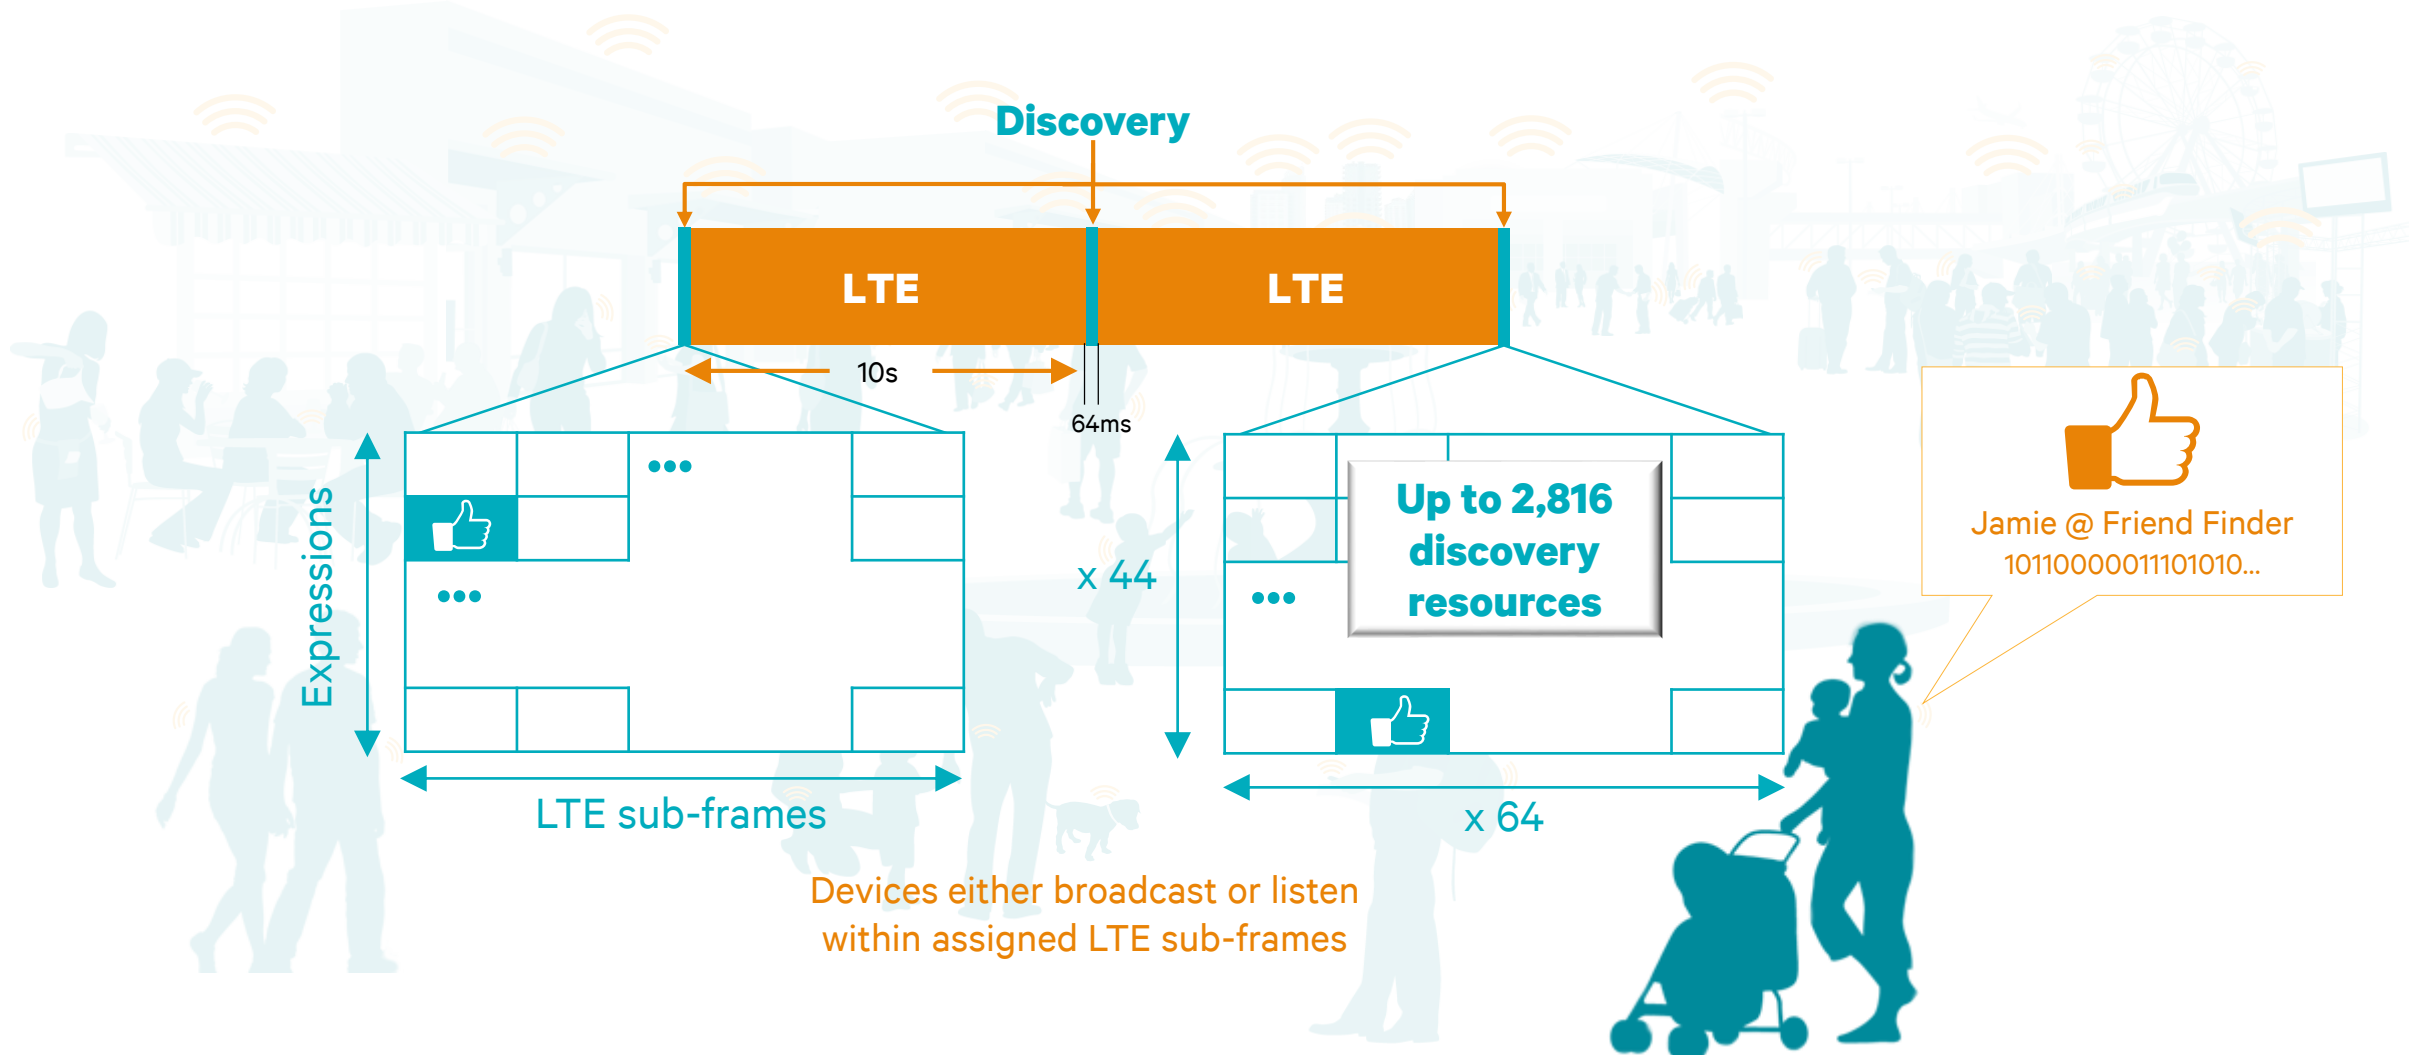 Discovery
LTE
LTE
10s
64ms
Expressions
LTE sub-frames
x 44
Up to 2,816
discovery
resources
x 64
Jamie @ Friend Finder
10110000011101010...
Devices either broadcast or listen
within assigned LTE sub-frames